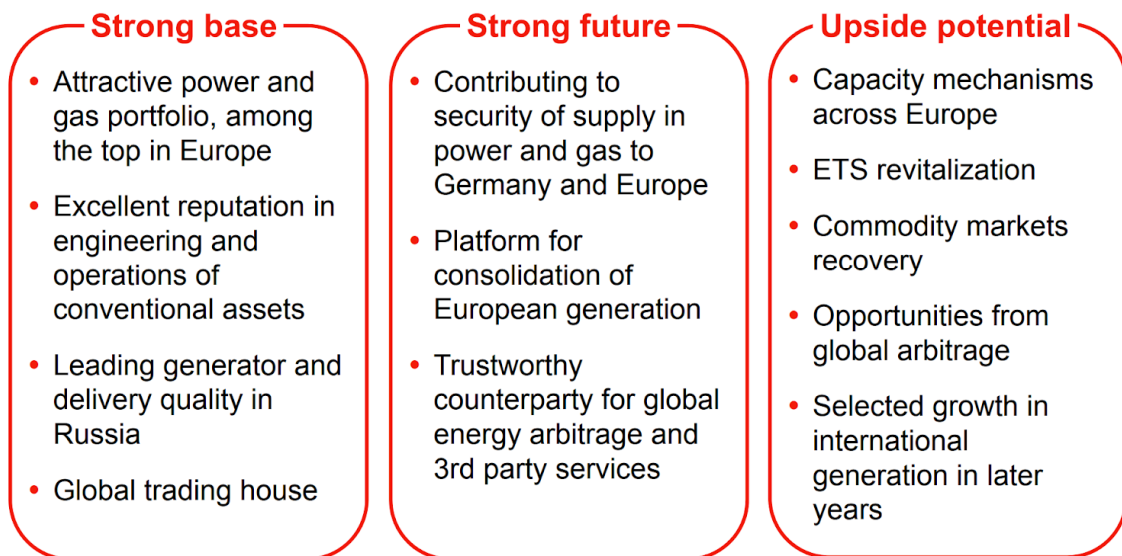 Strong base
• Attractive power and
gas portfolio, among
the top in Europe
• Excellent reputation in
engineering and
operations of
conventional assets
• Leading generator and
delivery quality in
Russia
• Global trading house
Strong future
• Contributing to
security of supply in
power and gas to
Germany and Europe
• Platform for
consolidation of
European generation
• Trustworthy
counterparty for global
energy arbitrage and
3rd party services
Upside potential
• Capacity mechanisms
across Europe
• ETS revitalization
• Commodity markets
recovery
• Opportunities from
global arbitrage
• Selected growth in
international
generation in later
years